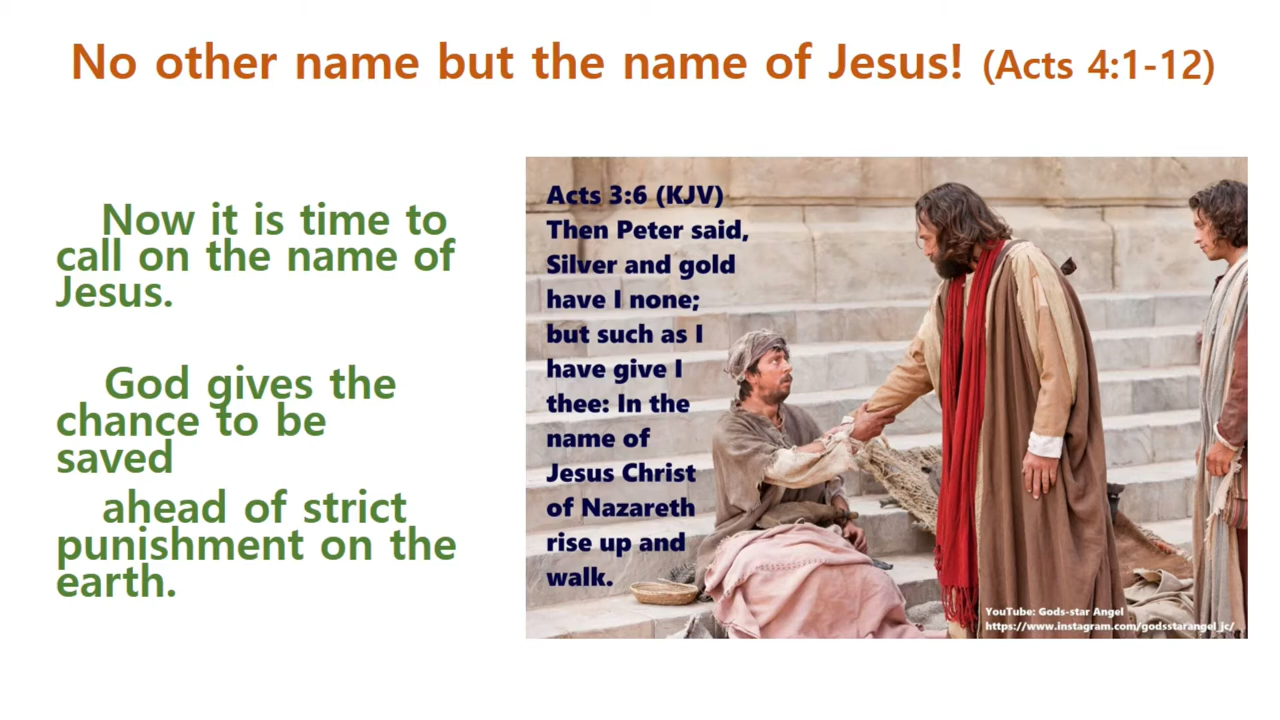 No other name but the name of Jesus! (Acts 4:1-12)
Now it is time to
call on the name of
Jesus.
God gives the
chance to be
saved
ahead of strict
punishment on the
earth.
Acts 3:6 (KJV)
Then Peter said,
Silver and gold
have I none;
but such as I
have give I
thee: In the
name of
Jesus Christ
of Nazareth
rise up and
walk.
YouTube: Gods-star Angel
https://www.instagram.com/godsstarangel_jc/